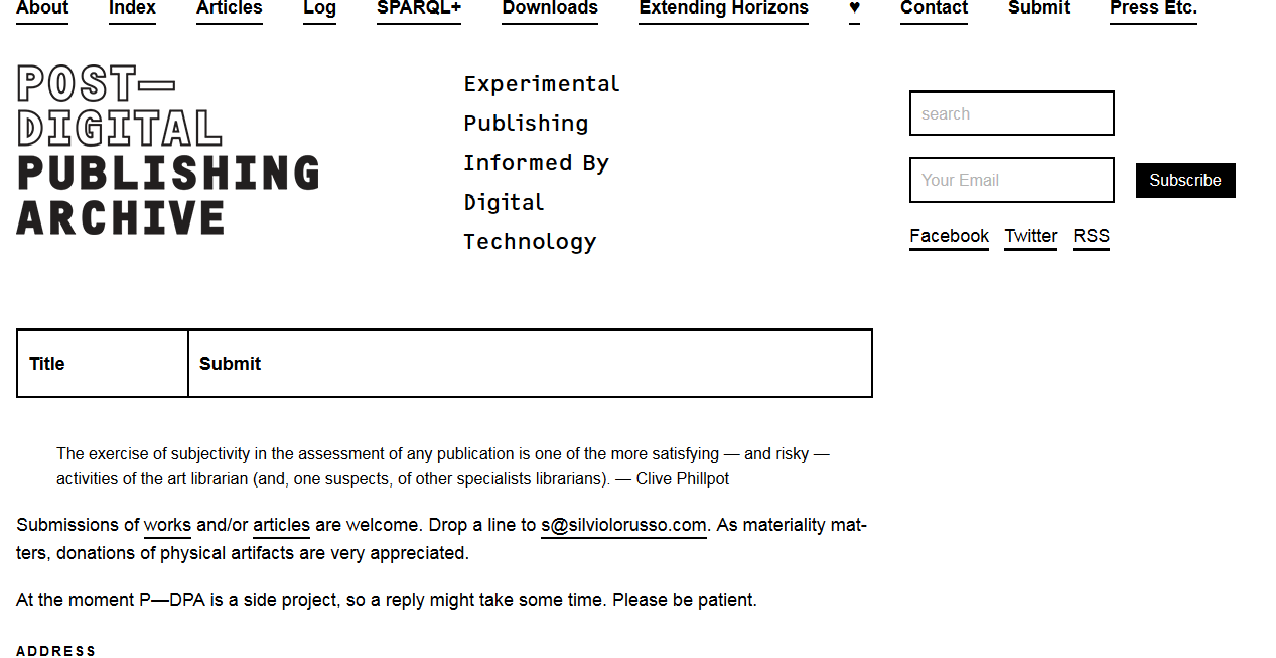 About Index Articles Log SPARQL+ Downloads Extending Horizons ♥ Contact Submit Press Etc.
POST—
DIGITAL
PUBLISHING
ARCHIVE
Experimental
Publishing
Informed By
Digital
Technology
search
Your Email
Subscribe
Facebook Twitter RSS
Title Submit
The exercise of subjectivity in the assessment of any publication is one of the more satisfying — and risky —
activities of the art librarian (and, one suspects, of other specialists librarians). — Clive Phillpot
Submissions of works and/or articles are welcome. Drop a line to s@silviolorusso.com. As materiality mat-
ters, donations of physical artifacts are very appreciated.
At the moment P—DPA is a side project, so a reply might take some time. Please be patient.
ADDRESS